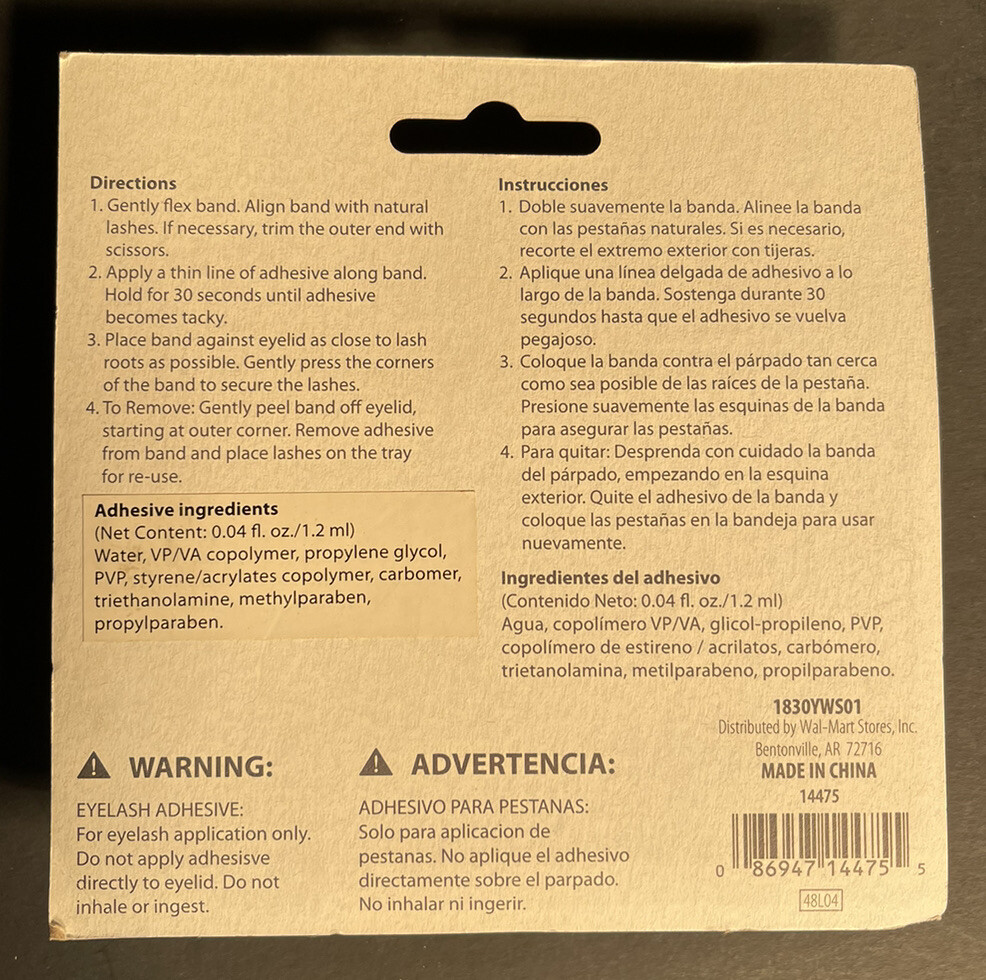 Directions
1. Gently flex band. Align band with natural
lashes. If necessary, trim the outer end with
scissors.
2. Apply a thin line of adhesive along band.
Hold for 30 seconds until adhesive
becomes tacky.
3. Place band against eyelid as close to lash
roots as possible. Gently press the corners
of the band to secure the lashes.
4. To Remove: Gently peel band off eyelid,
starting at outer corner. Remove adhesive
from band and place lashes on the tray
for re-use.
Adhesive ingredients
(Net Content: 0.04 fl. oz./1.2 ml)
Water, VP/VA copolymer, propylene glycol,
PVP, styrene/acrylates copolymer, carbomer,
triethanolamine, methylparaben,
propylparaben.
Instrucciones
1. Doble suavemente la banda. Alinee la banda
con las pestañas naturales. Si es necesario,
recorte el extremo exterior con tijeras.
2. Aplique una línea delgada de adhesivo a lo
largo de la banda. Sostenga durante 30
segundos hasta que el adhesivo se vuelva
pegajoso.
3. Coloque la banda contra el párpado tan cerca
como sea posible de las raíces de la pestaña.
Presione suavemente las esquinas de la banda
para asegurar las pestañas.
4. Para quitar: Desprenda con cuidado la banda
del párpado, empezando en la esquina
exterior. Quite el adhesivo de la banda y
coloque las pestañas en la bandeja para usar
nuevamente.
Ingredientes del adhesivo
(Contenido Neto: 0.04 fl. oz./1.2 ml)
Agua, copolímero VP/VA, glicol-propileno, PVP,
copolímero de estireno / acrilatos, carbómero,
trietanolamina, metilparabeno, propilparabeno.
WARNING:
EYELASH ADHESIVE:
For eyelash application only.
Do not apply adhesisve
directly to eyelid. Do not
inhale or ingest.
ADVERTENCIA:
ADHESIVO PARA PESTANAS:
Solo para aplicacion de
pestanas. No aplique el adhesivo
directamente sobre el parpado.
No inhalar ni ingerir.
1830YWS01
Distributed by Wal-Mart Stores, Inc.
Bentonville, AR 72716
MADE IN CHINA
14475
0 86947 14475 5
48L04